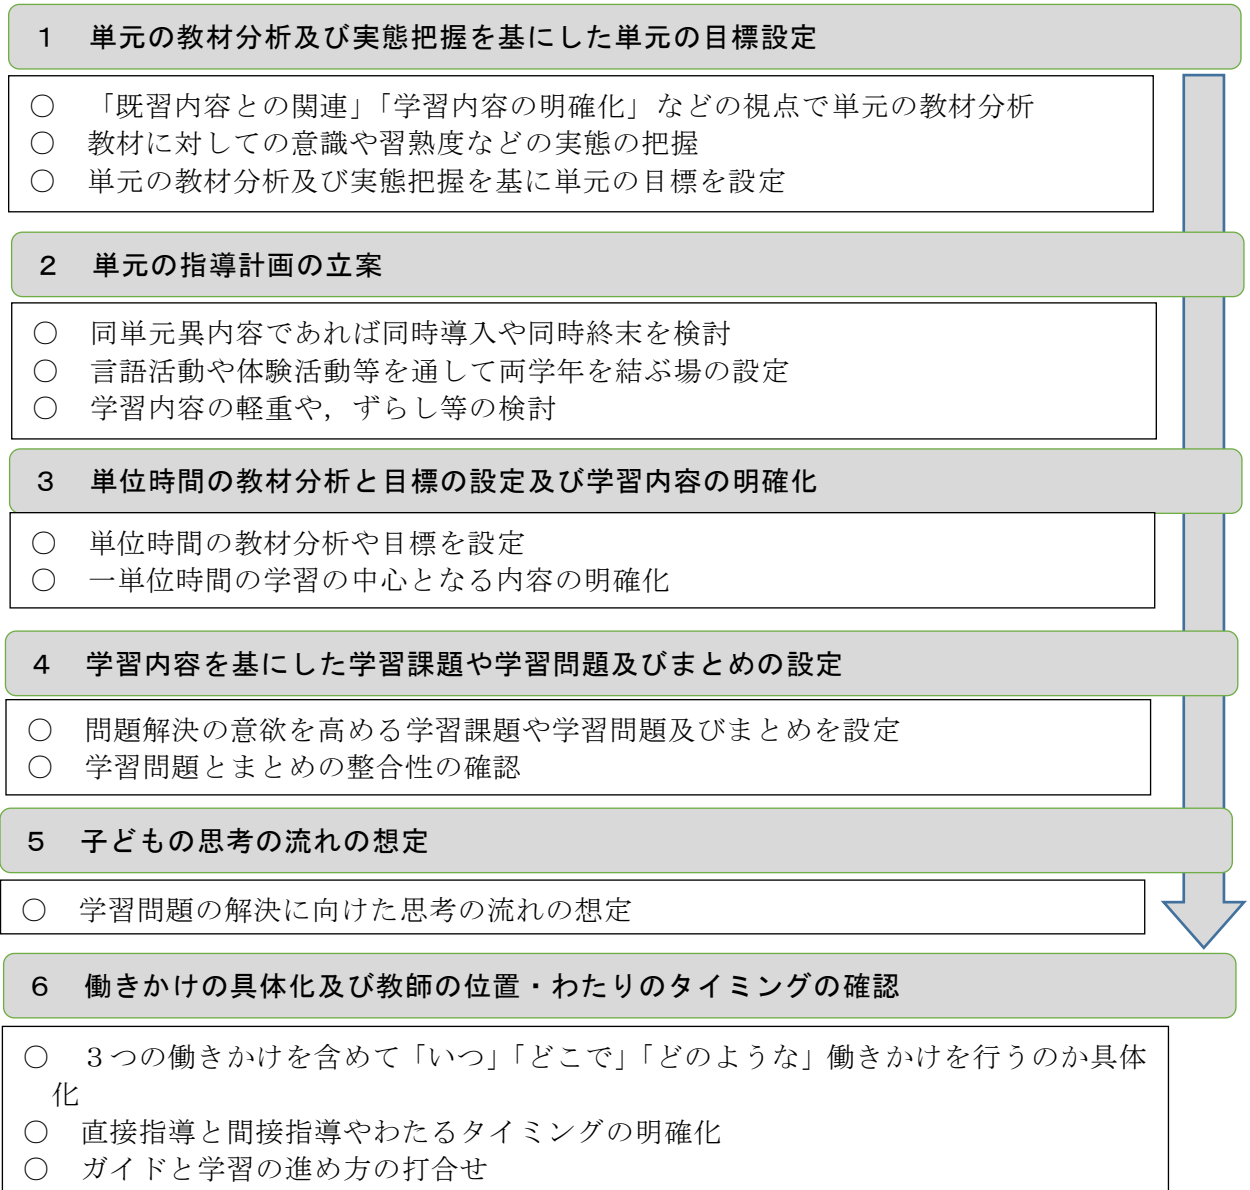 １　単元の教材分析及び実態把握を基にした単元の目標設定
○　「既習内容との関連」「学習内容の明確化」などの視点で単元の教材分析
○　教材に対しての意識や習熟度などの実態の把握
○　単元の教材分析及び実態把握を基に単元の目標を設定
２　単元の指導計画の立案
○　同単元異内容であれば同時導入や同時終末を検討
○　言語活動や体験活動等を通して両学年を結ぶ場の設定
○　学習内容の軽重や，ずらし等の検討
３　単位時間の教材分析と目標の設定及び学習内容の明確化
○　単位時間の教材分析や目標を設定
○　一単位時間の学習の中心となる内容の明確化
４　学習内容を基にした学習課題や学習問題及びまとめの設定
○　問題解決の意欲を高める学習課題や学習問題及びまとめを設定
○　学習問題とまとめの整合性の確認
５　子どもの思考の流れの想定
○　学習問題の解決に向けた思考の流れの想定
６　働きかけの具体化及び教師の位置・わたりのタイミングの確認
○　３つの働きかけを含めて「いつ」「どこで」「どのような」働きかけを行うのか具体
化
○　直接指導と間接指導やわたるタイミングの明確化
○　ガイドと学習の進め方の打合せ